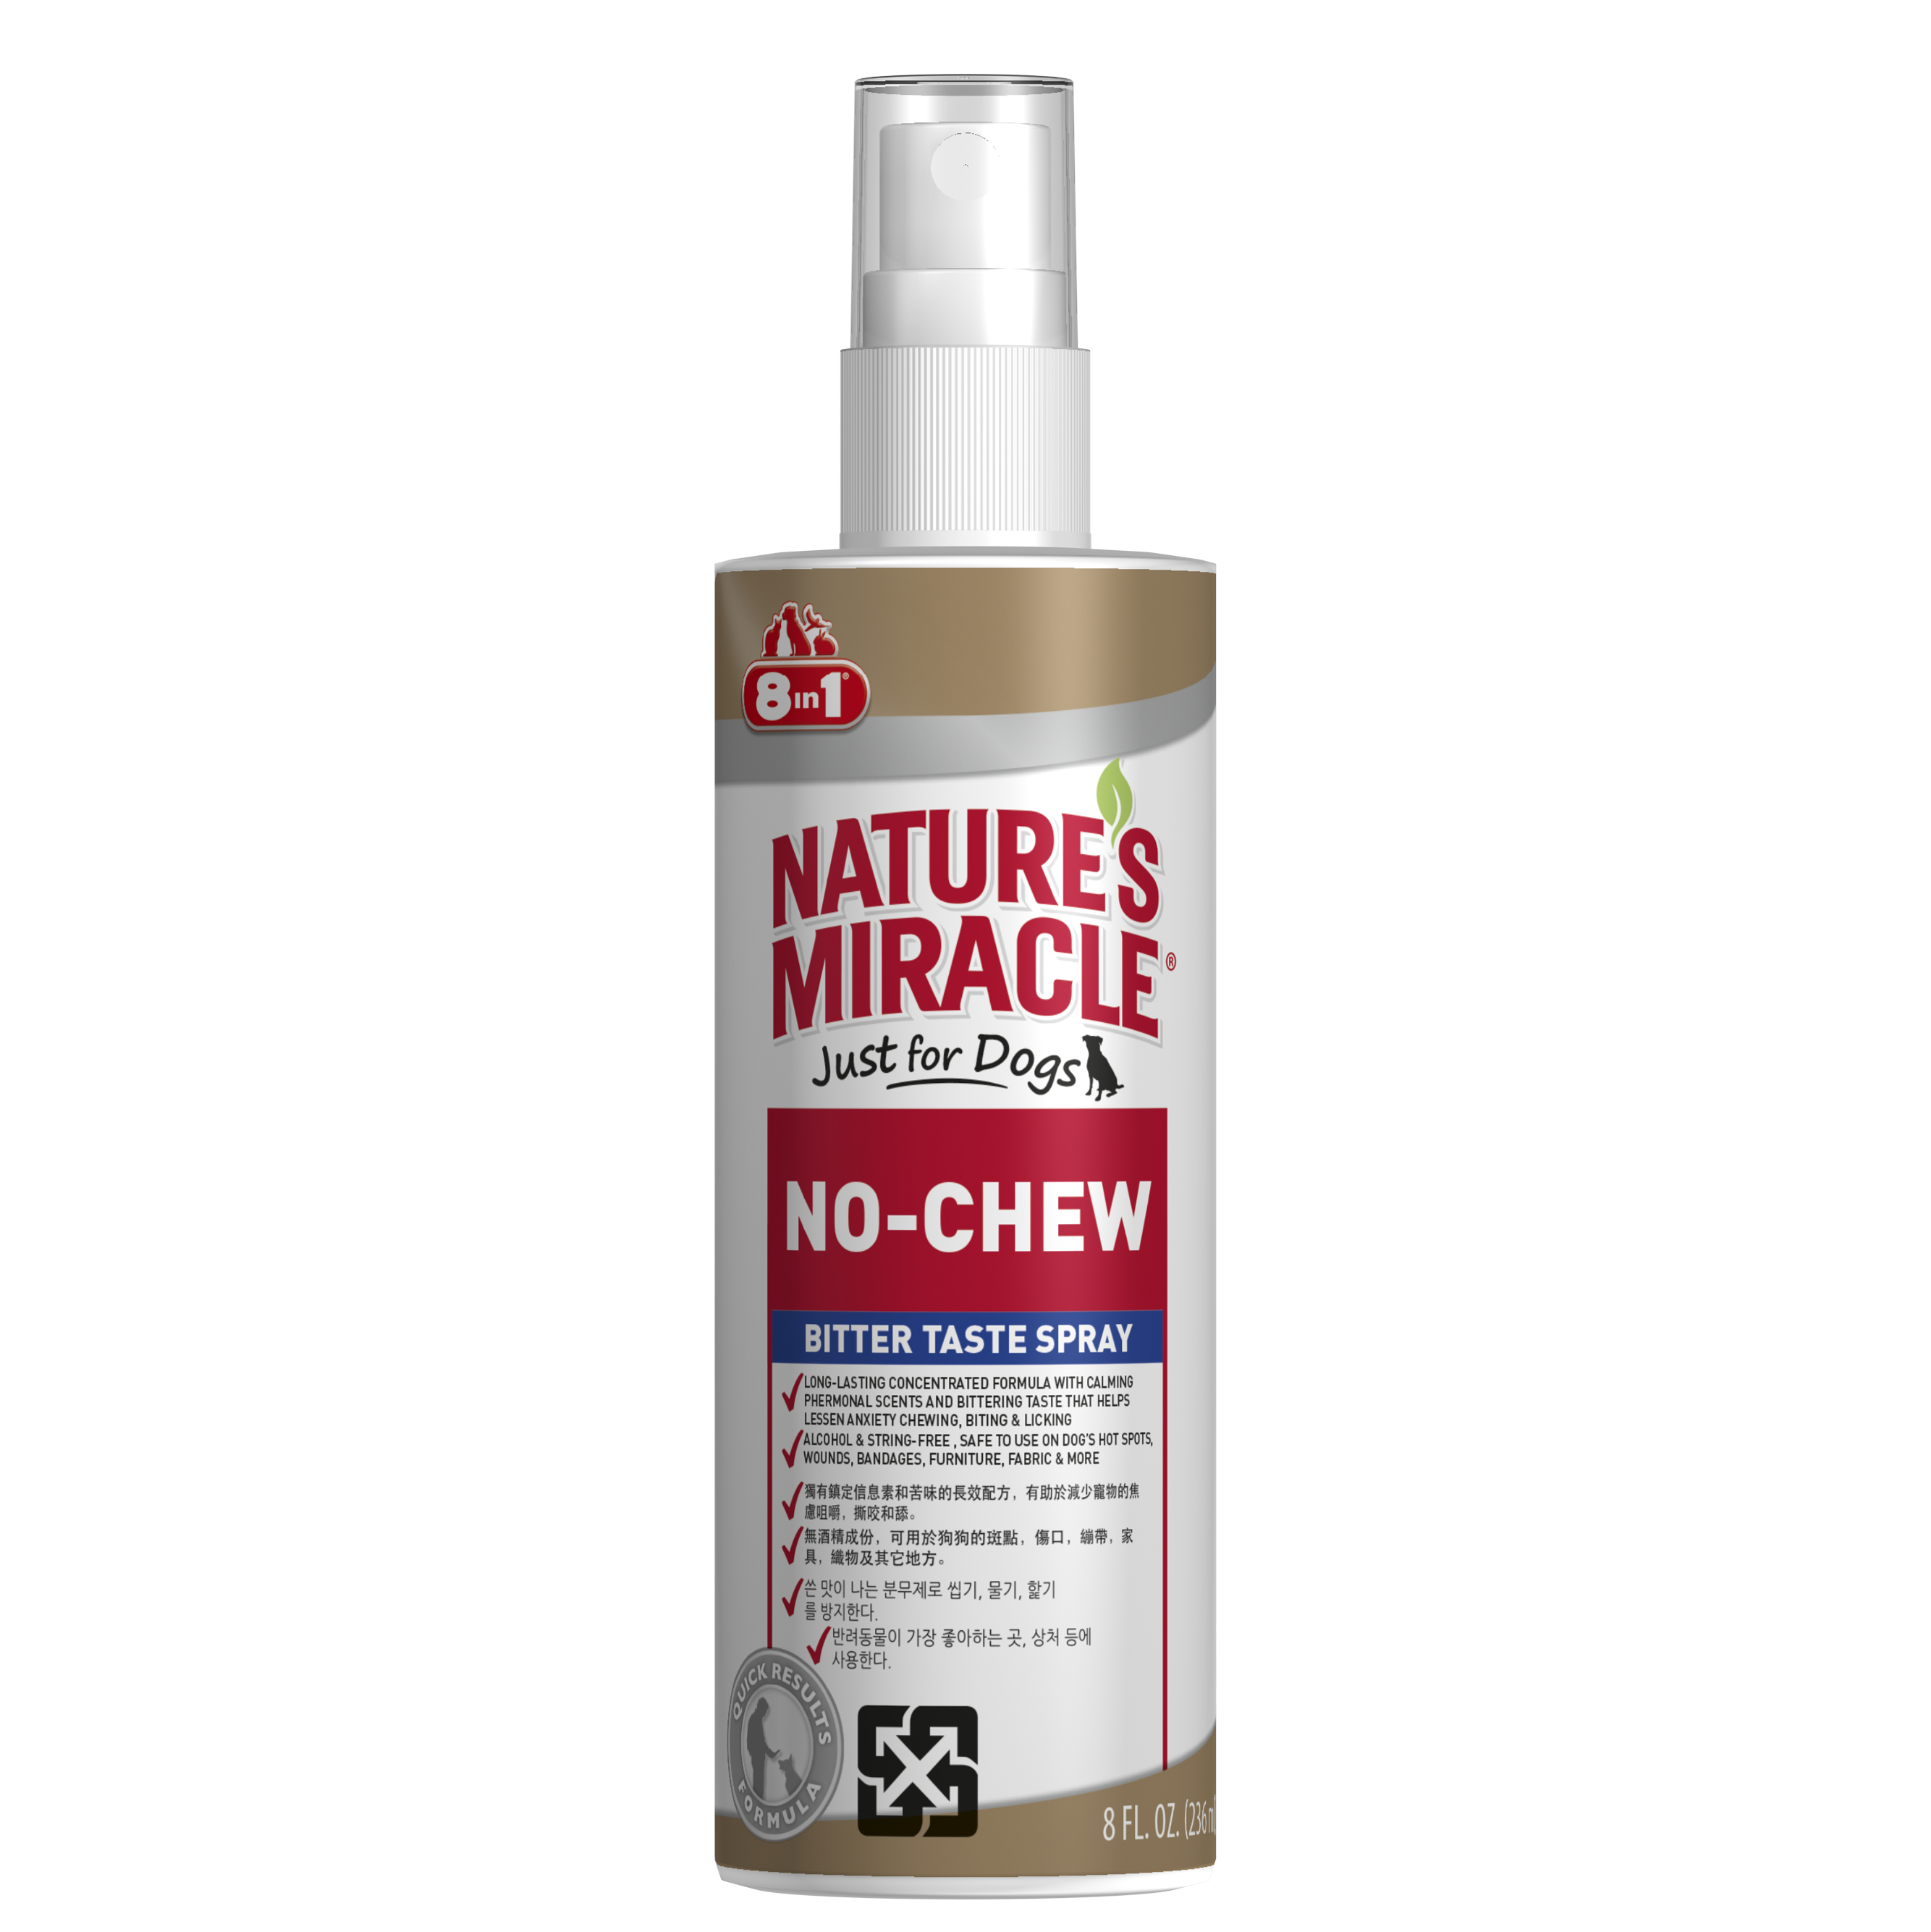 8in1®
NATURE'S
MIRACLE®
Just for Dogs
NO-CHEW
BITTER TASTE SPRAY
LONG-LASTING CONCENTRATED FORMULA WITH CALMING
PHERMONAL SCENTS AND BITTERING TASTE THAT HELPS
LESSEN ANXIETY CHEWING, BITING & LICKING
ALCOHOL & STRING-FREE , SAFE TO USE ON DOG'S HOT SPOTS,
WOUNDS, BANDAGES, FURNITURE, FABRIC & MORE
獨有鎮定信息素和苦味的長效配方，有助於減少寵物的焦
慮咀嚼，撕咬和舔。
無酒精成份，可用於狗狗的斑點，傷口，繃帶，家
具，織物及其它地方。
쓴 맛이 나는 분무제로 씹기, 물기, 핥기
를 방지한다.
반려동물이 가장 좋아하는 곳, 상처 등에
사용한다.
QUICK RESULTS
FORMULA
8 FL. OZ. (236 m